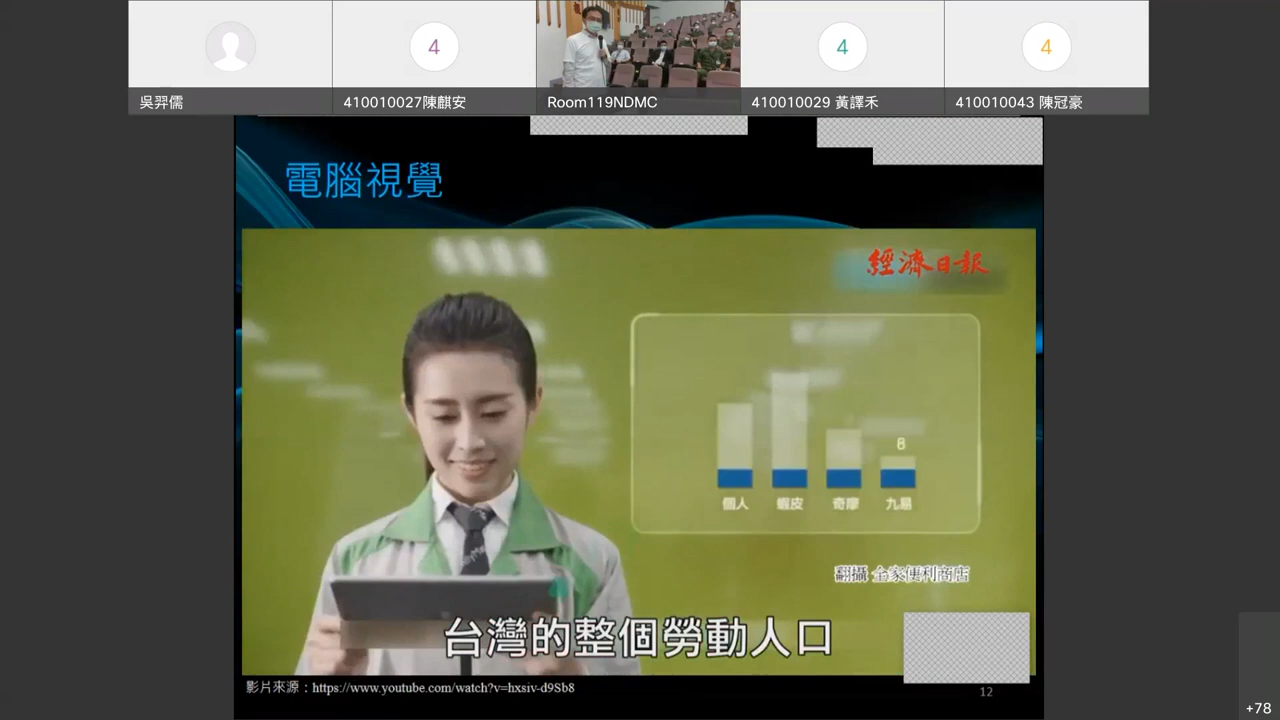 吳羿儒
4
410010027陳麒安
Room119NDMC
4
410010029 黃譯禾
4
410010043 陳冠豪
電腦視覺
經濟日報
8
個人 蝦皮 奇摩 九易
翻攝 全家便利商店
台灣的整個勞動人口
影片來源：https://www.youtube.com/watch?v=hxsiv-d9Sb8
12
+78